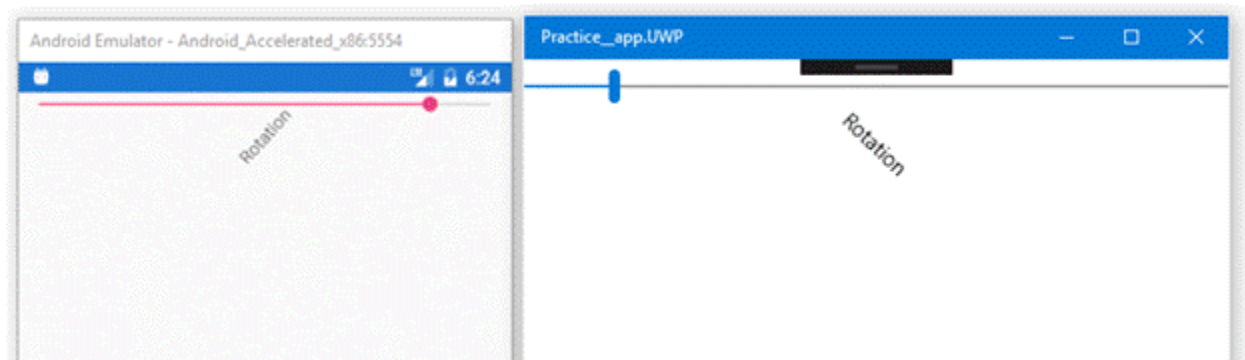 Android Emulator - Android_Accelerated_x86:5554
6:24
Rotation
Practice__app.UWP
Rotation